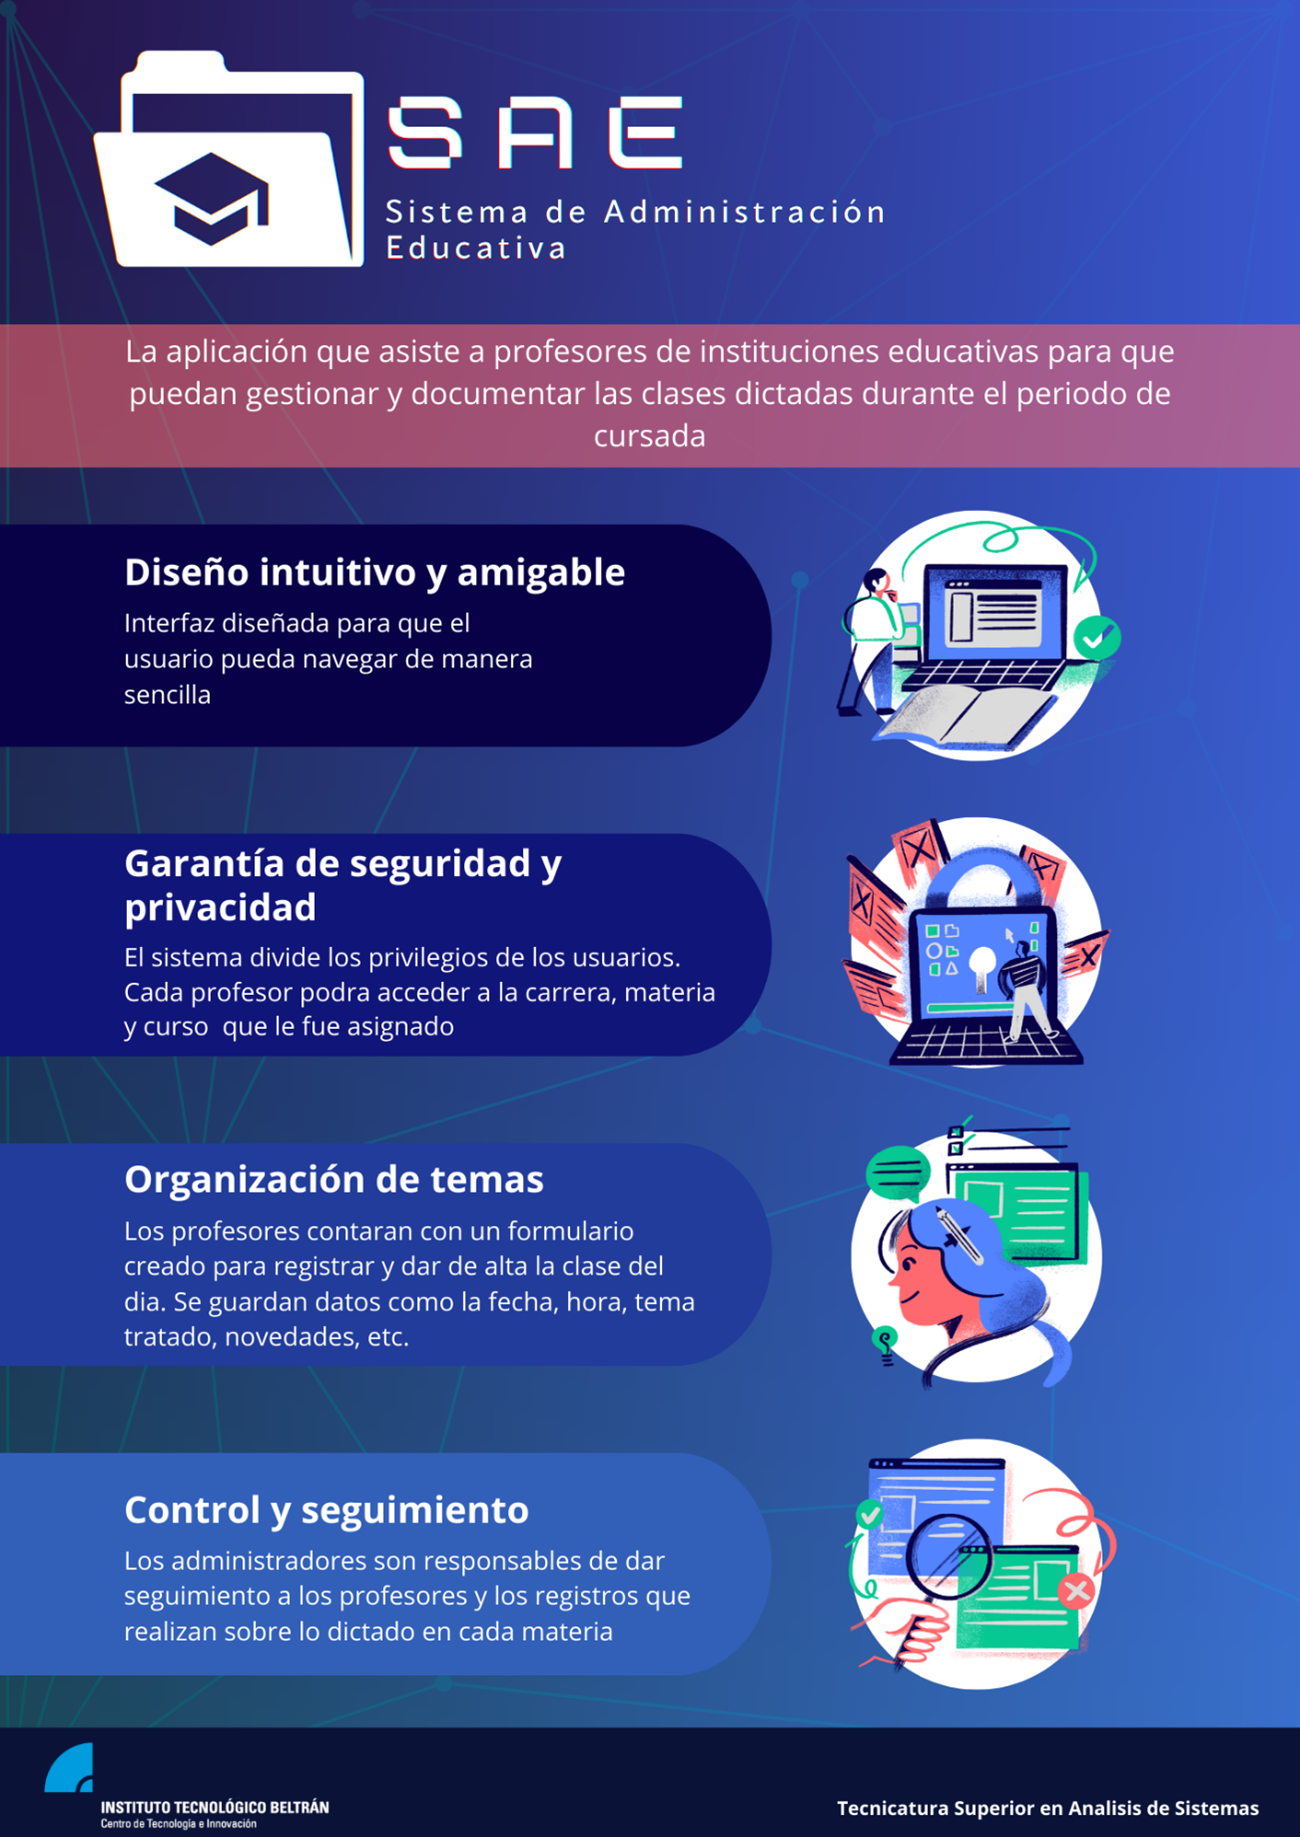 SAE
Sistema de Administración
Educativa
La aplicación que asiste a profesores de instituciones educativas para que
puedan gestionar y documentar las clases dictadas durante el periodo de
cursada
Diseño intuitivo y amigable
Interfaz diseñada para que el
usuario pueda navegar de manera
sencilla
Garantía de seguridad y
privacidad
El sistema divide los privilegios de los usuarios.
Cada profesor podra acceder a la carrera, materia
y curso  que le fue asignado
Organización de temas
Los profesores contaran con un formulario
creado para registrar y dar de alta la clase del
dia. Se guardan datos como la fecha, hora, tema
tratado, novedades, etc.
Control y seguimiento
Los administradores son responsables de dar
seguimiento a los profesores y los registros que
realizan sobre lo dictado en cada materia
INSTITUTO TECNOLÓGICO BELTRÁN
Centro de Tecnología e Innovación
Tecnicatura Superior en Analisis de Sistemas